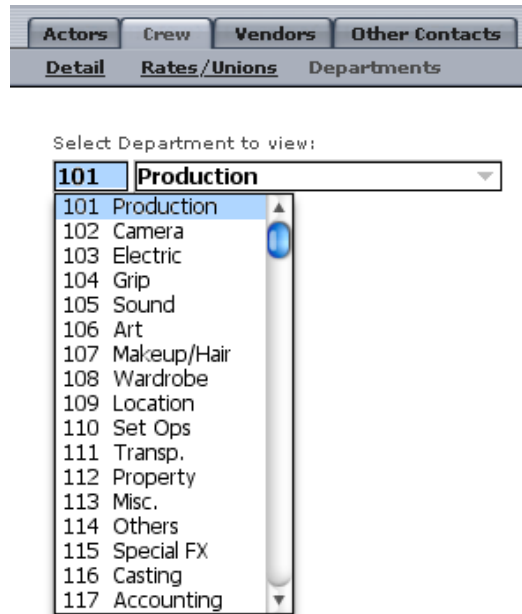 Actors Crew Vendors Other Contacts
Detail Rates/Unions Departments
Select Department to view:
101 Production
101 Production
102 Camera
103 Electric
104 Grip
105 Sound
106 Art
107 Makeup/Hair
108 Wardrobe
109 Location
110 Set Ops
111 Transp.
112 Property
113 Misc.
114 Others
115 Special FX
116 Casting
117 Accounting